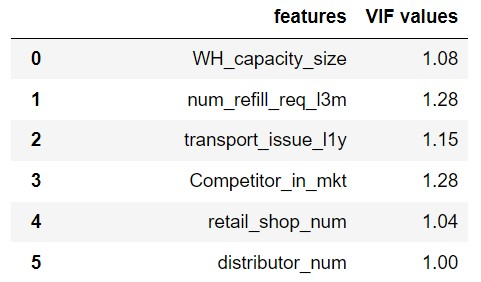 features VIF values
0 WH_capacity_size 1.08
1 num_refill_req_l3m 1.28
2 transport_issue_l1y 1.15
3 Competitor_in_mkt 1.28
4 retail_shop_num 1.04
5 distributor_num 1.00